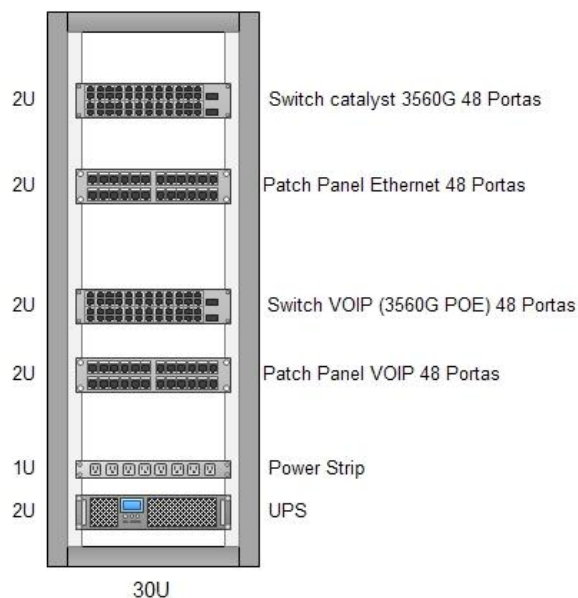 2U Switch catalyst 3560G 48 Portas
2U Patch Panel Ethernet 48 Portas
2U Switch VOIP (3560G POE) 48 Portas
2U Patch Panel VOIP 48 Portas
1U Power Strip
2U UPS
30U